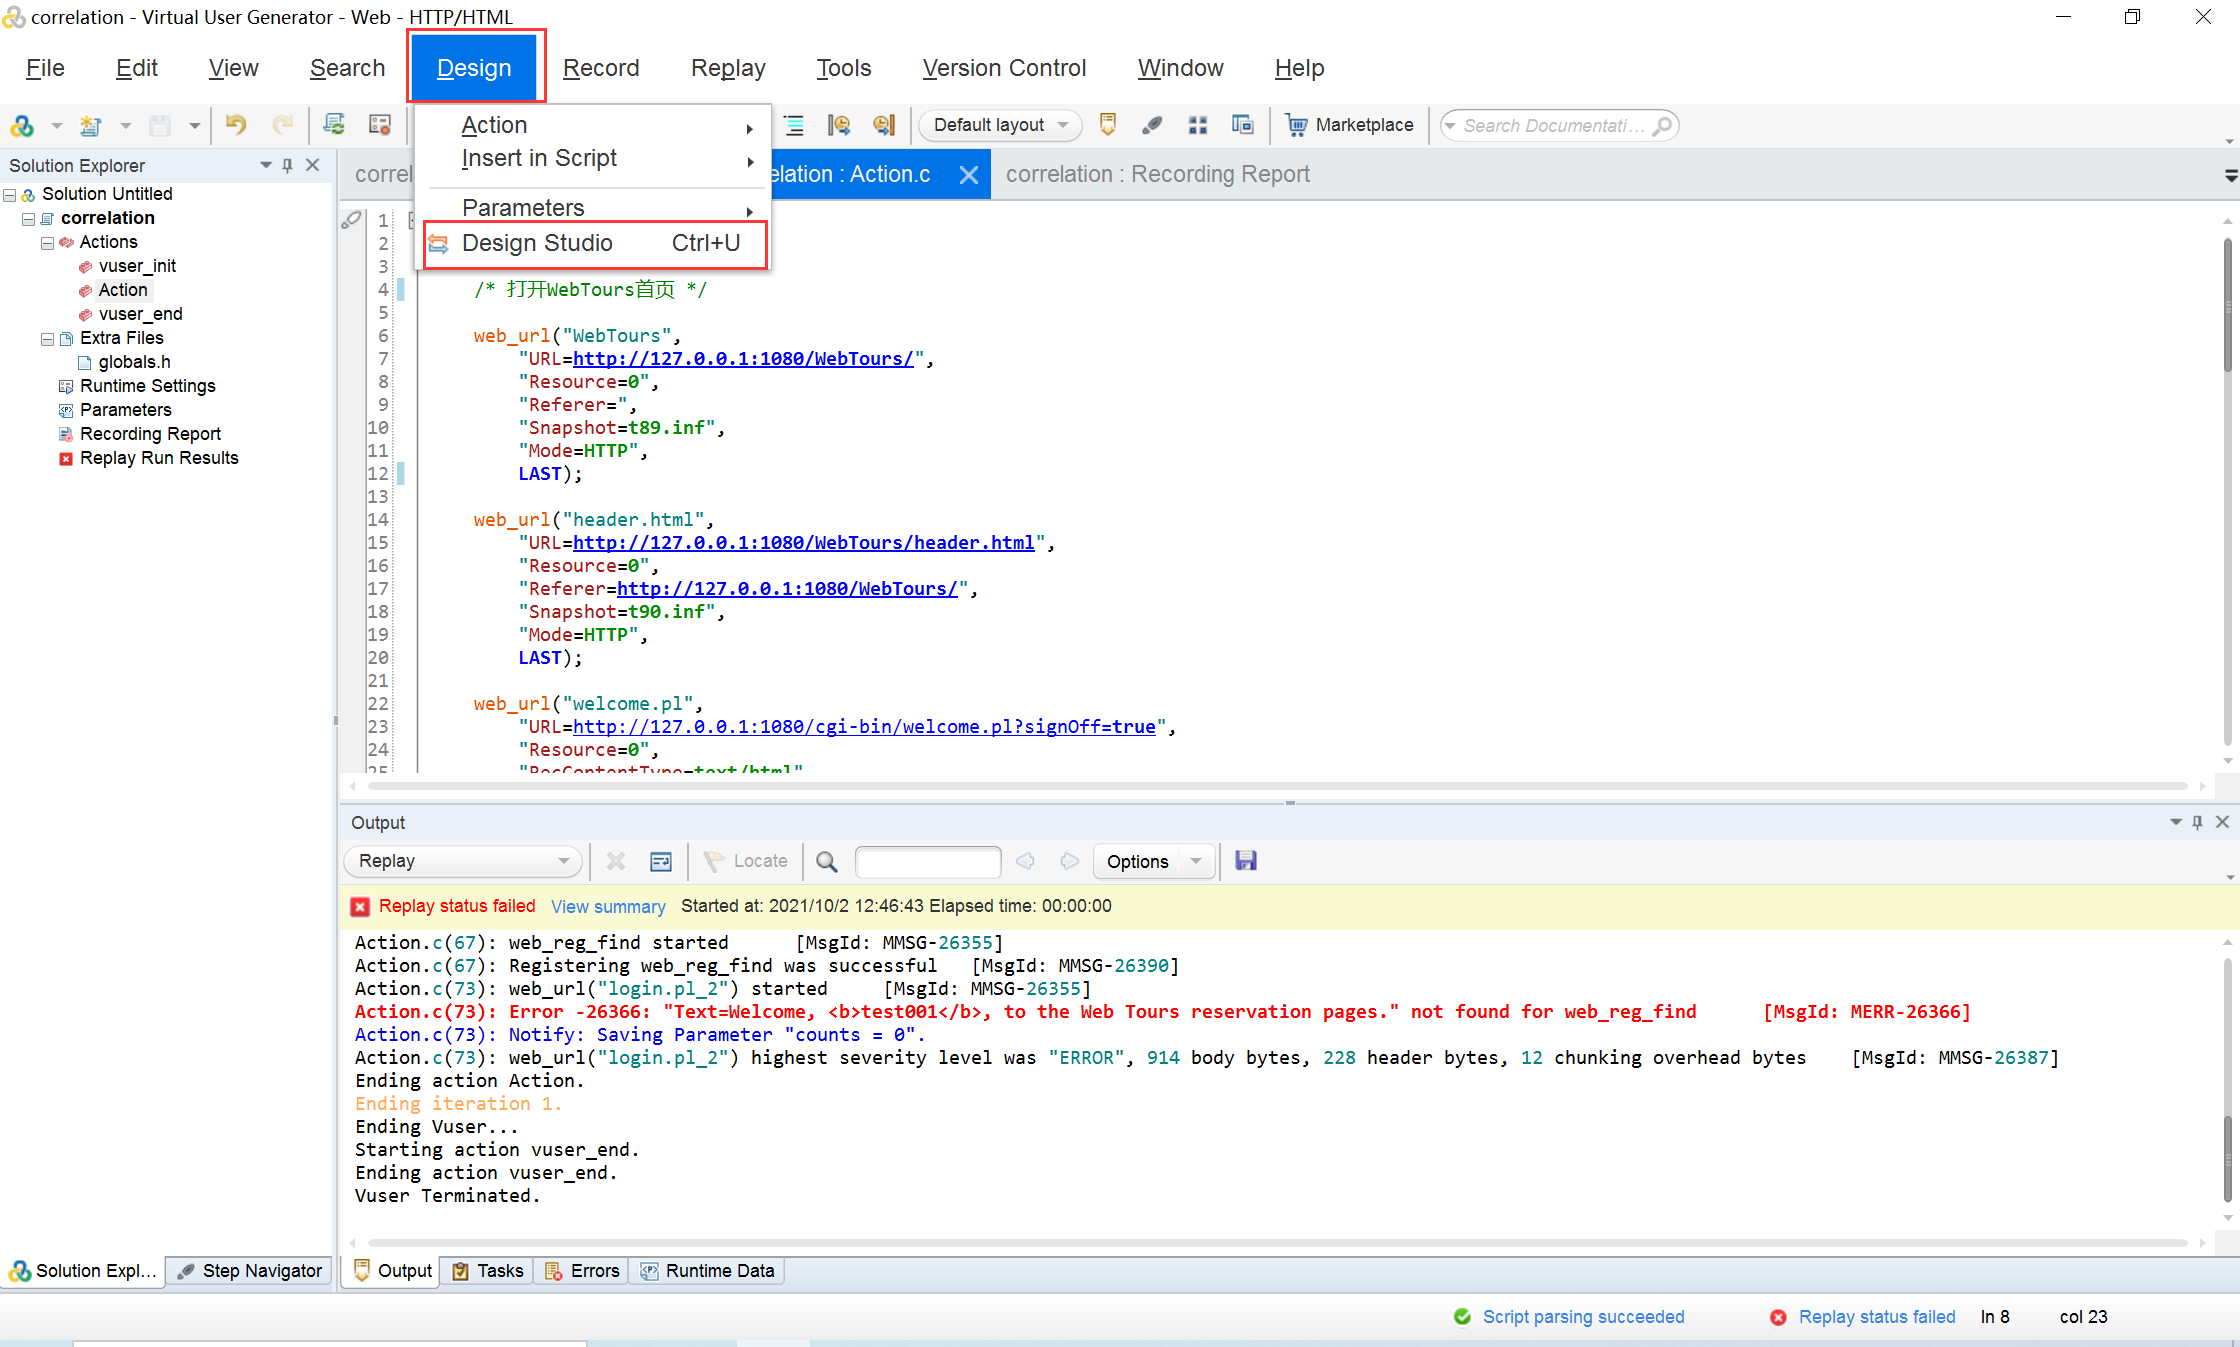 correlation - Virtual User Generator - Web - HTTP/HTML
File Edit View Search Design Record Replay Tools Version Control Window Help
Default layout Marketplace Search Documentati...
Action
Insert in Script
Parameters
Design Studio Ctrl+U
Solution Explorer
Solution Untitled
correlation
Actions
vuser_init
Action
vuser_end
Extra Files
globals.h
Runtime Settings
Parameters
Recording Report
Replay Run Results
correl
elation : Action.c
correlation : Recording Report
1
2
3
4 /* 打开WebTours首页 */
5
6 web_url("WebTours",
7 "URL=http://127.0.0.1:1080/WebTours/",
8 "Resource=0",
9 "Referer=",
10 "Snapshot=t89.inf",
11 "Mode=HTTP",
12 LAST);
13
14 web_url("header.html",
15 "URL=http://127.0.0.1:1080/WebTours/header.html",
16 "Resource=0",
17 "Referer=http://127.0.0.1:1080/WebTours/",
18 "Snapshot=t90.inf",
19 "Mode=HTTP",
20 LAST);
21
22 web_url("welcome.pl",
23 "URL=http://127.0.0.1:1080/cgi-bin/welcome.pl?signOff=true",
24 "Resource=0",
25 "RecContentType=text/html"
Output
Replay Locate Options
Replay status failed View summary Started at: 2021/10/2 12:46:43 Elapsed time: 00:00:00
Action.c(67): web_reg_find started [MsgId: MMSG-26355]
Action.c(67): Registering web_reg_find was successful [MsgId: MMSG-26390]
Action.c(73): web_url("login.pl_2") started [MsgId: MMSG-26355]
Action.c(73): Error -26366: "Text=Welcome, <b>test001</b>, to the Web Tours reservation pages." not found for web_reg_find [MsgId: MERR-26366]
Action.c(73): Notify: Saving Parameter "counts = 0".
Action.c(73): web_url("login.pl_2") highest severity level was "ERROR", 914 body bytes, 228 header bytes, 12 chunking overhead bytes [MsgId: MMSG-26387]
Ending action Action.
Ending iteration 1.
Ending Vuser...
Starting action vuser_end.
Ending action vuser_end.
Vuser Terminated.
Solution Expl... Step Navigator Output Tasks Errors Runtime Data
Script parsing succeeded Replay status failed ln 8 col 23